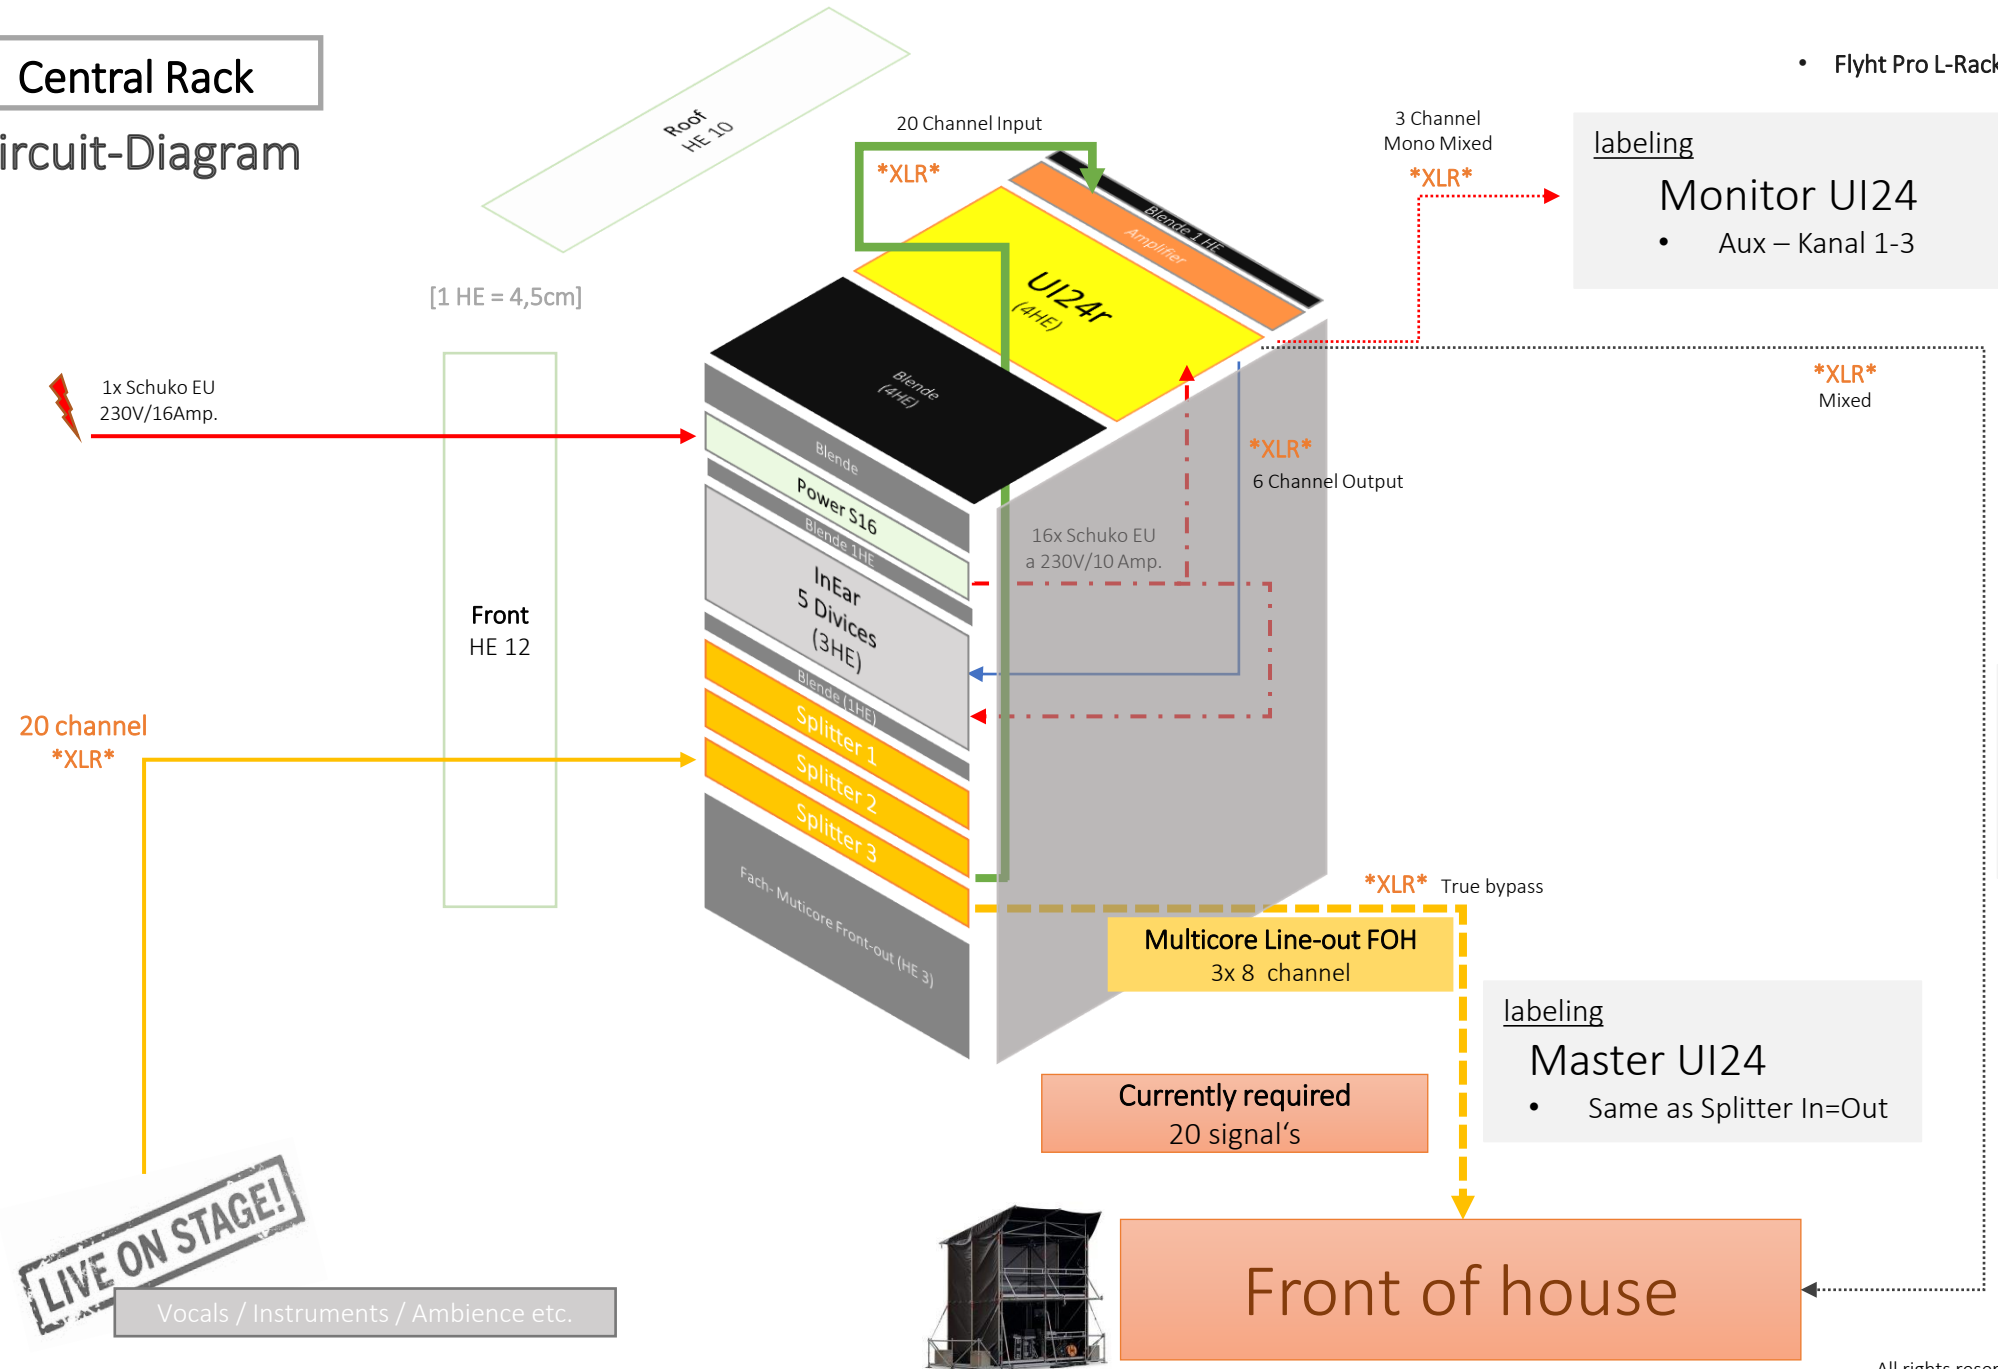 Central Rack
ircuit-Diagram
Roof
HE 10
20 Channel Input
*XLR*
3 Channel
Mono Mixed
*XLR*
• Flyht Pro L-Rack
labeling
Monitor UI24
• Aux – Kanal 1-3
[1 HE = 4,5cm]
Blende 1 HE
Amplifier
UI24r
(4HE)
Blende
(4HE)
1x Schuko EU
230V/16Amp.
*XLR*
Mixed
Blende
Power S16
Blende 1HE
InEar
5 Divices
(3HE)
Blende (1HE)
Splitter 1
Splitter 2
Splitter 3
Fach- Muticore Front-out (HE 3)
*XLR*
6 Channel Output
16x Schuko EU
a 230V/10 Amp.
Front
HE 12
20 channel
*XLR*
*XLR* True bypass
Multicore Line-out FOH
3x 8 channel
labeling
Master UI24
• Same as Splitter In=Out
Currently required
20 signal‘s
LIVE ON STAGE!
Vocals / Instruments / Ambience etc.
Front of house
All rights reser